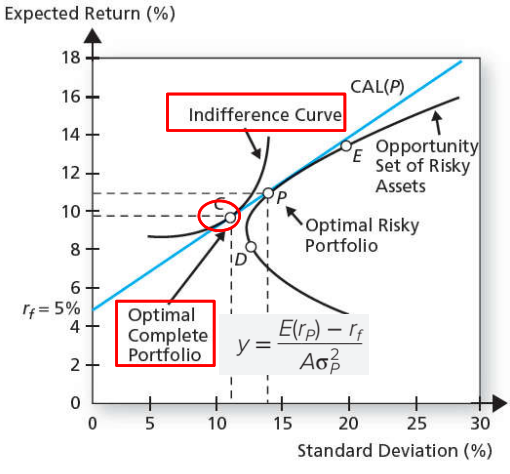 Expected Return (%)
18
16
14
12
10
8
6
4
2
0
r_f = 5%
CAL(P)
Indifference Curve
E
Opportunity
Set of Risky
Assets
C
P
Optimal Risky
Portfolio
D
Optimal
Complete
Portfolio
y = (E(r_P) − r_f) / (Aσ_P^2)
0 5 10 15 20 25 30
Standard Deviation (%)